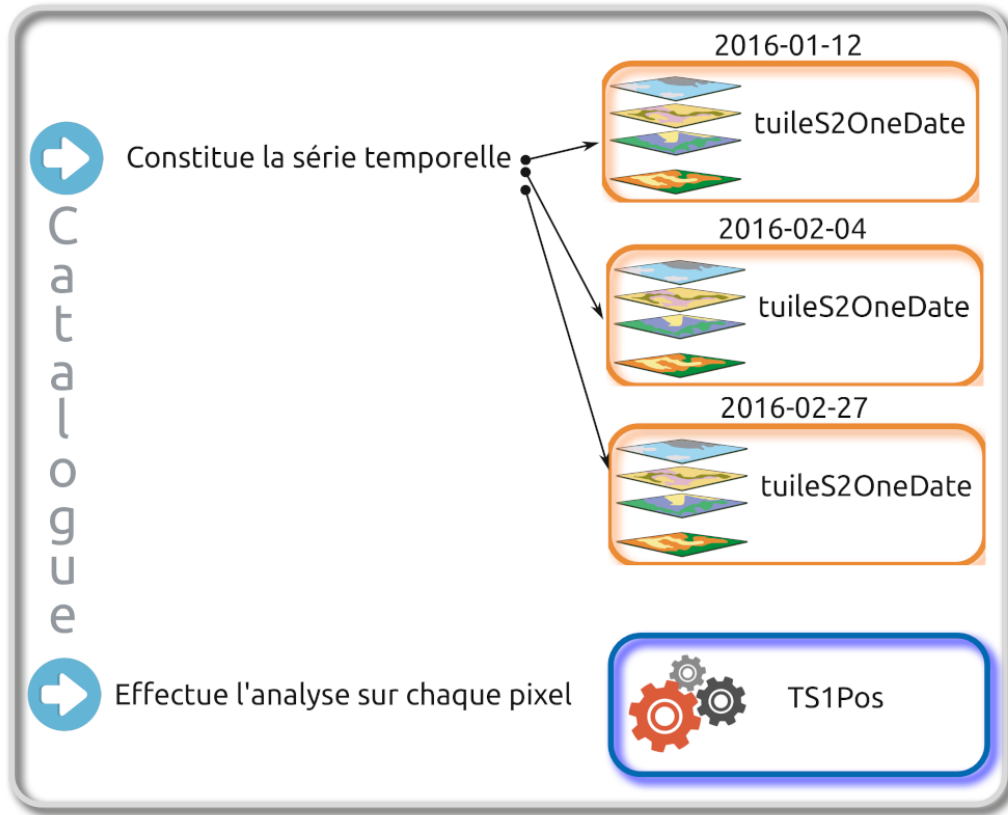 2016-01-12
tuileS2OneDate
Constitue la série temporelle
Catalogue
2016-02-04
tuileS2OneDate
2016-02-27
tuileS2OneDate
Effectue l'analyse sur chaque pixel
TS1Pos